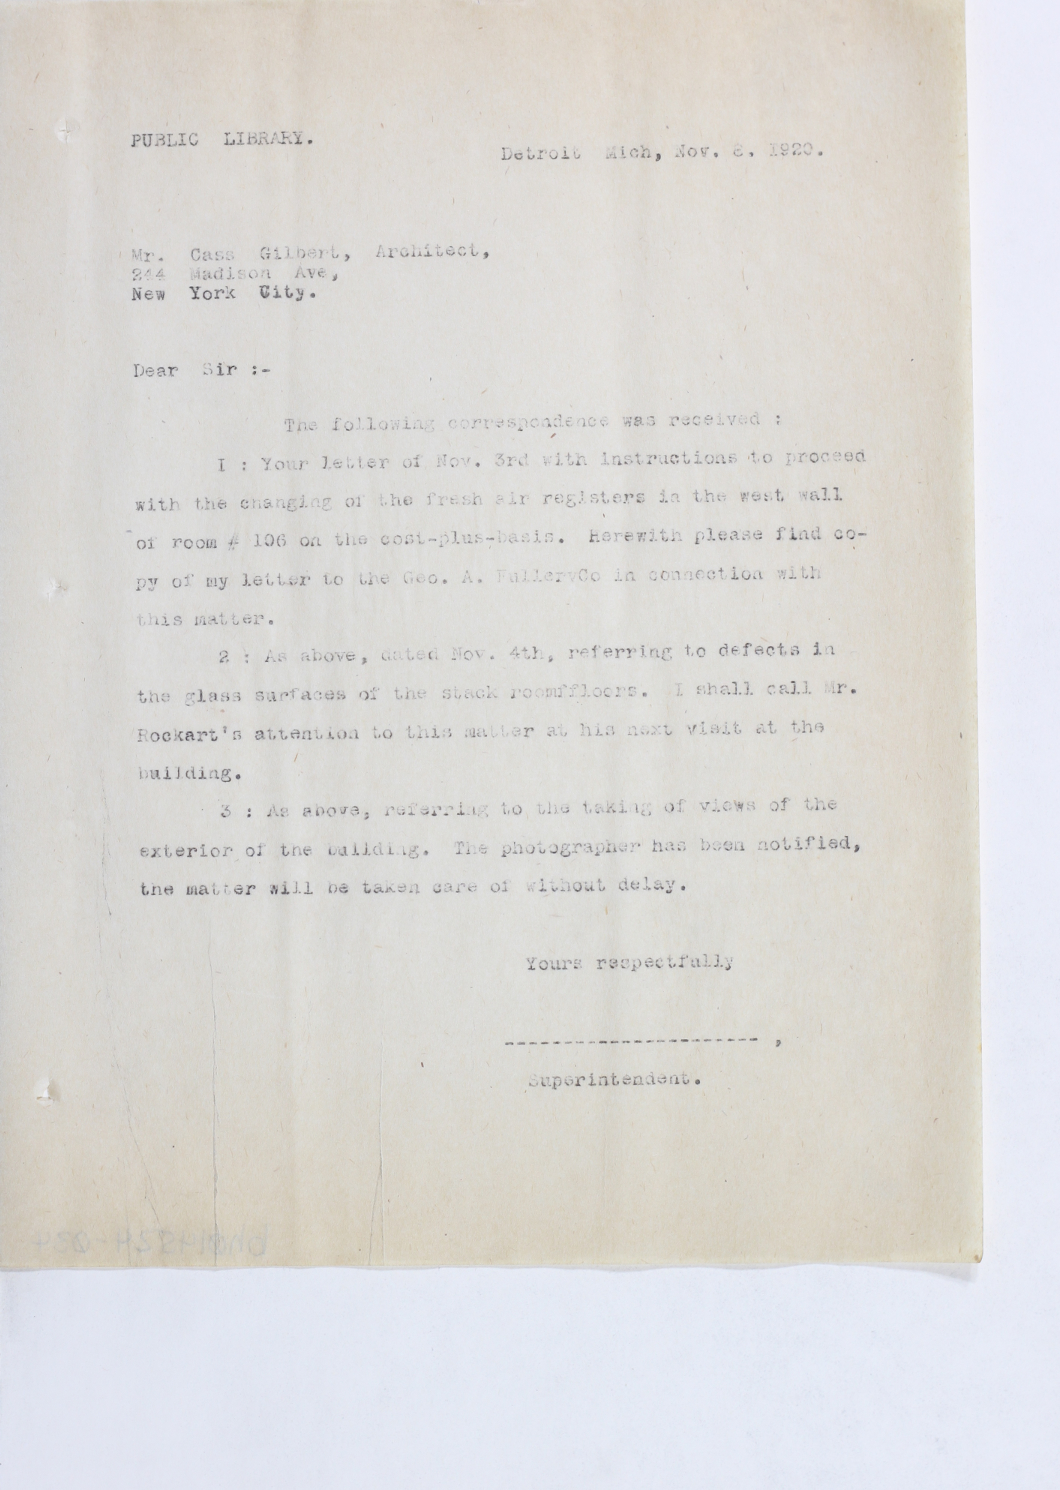 PUBLIC LIBRARY.
Detroit Mich, Nov. 8. 1920.
Mr. Cass Gilbert, Architect,
244 Madison Ave,
New York City.
Dear Sir :-
The following correspondence was received :
I : Your letter of Nov. 3rd with instructions to proceed
with the changing of the fresh air registers in the west wall
of room # 106 on the cost-plus-basis. Herewith please find co-
py of my letter to the Geo. A. FulleryCo in connection with
this matter.
2 : As above, dated Nov. 4th, referring to defects in
the glass surfaces of the stack roomffloors. I shall call Mr.
Rockart's attention to this matter at his next visit at the
building.
3 : As above, referring to the taking of views of the
exterior of the building. The photographer has been notified,
the matter will be taken care of without delay.
Yours respectfully
----------------------- ,
Superintendent.